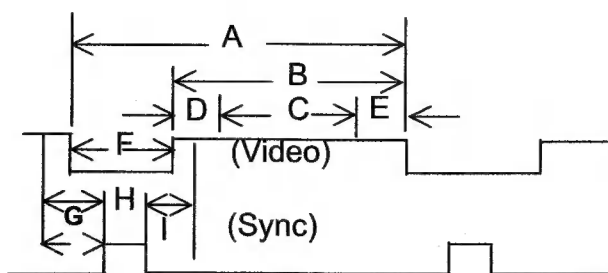 A
B
D C E
F (Video)
G H I
(Sync)